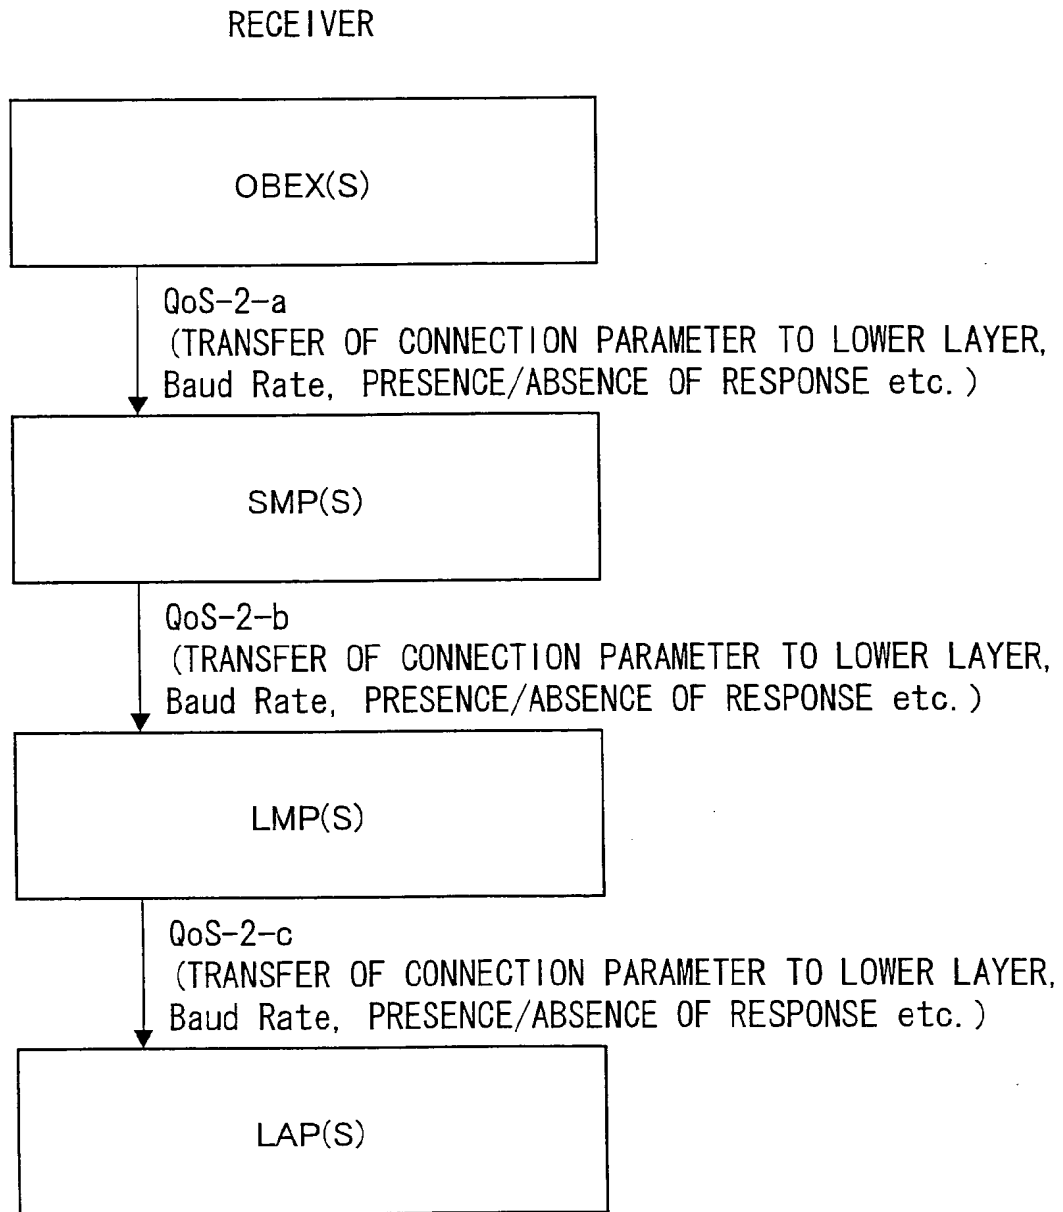 RECEIVER
OBEX(S)
QoS-2-a
(TRANSFER OF CONNECTION PARAMETER TO LOWER LAYER,
Baud Rate, PRESENCE/ABSENCE OF RESPONSE etc.)
SMP(S)
QoS-2-b
(TRANSFER OF CONNECTION PARAMETER TO LOWER LAYER,
Baud Rate, PRESENCE/ABSENCE OF RESPONSE etc.)
LMP(S)
QoS-2-c
(TRANSFER OF CONNECTION PARAMETER TO LOWER LAYER,
Baud Rate, PRESENCE/ABSENCE OF RESPONSE etc.)
LAP(S)